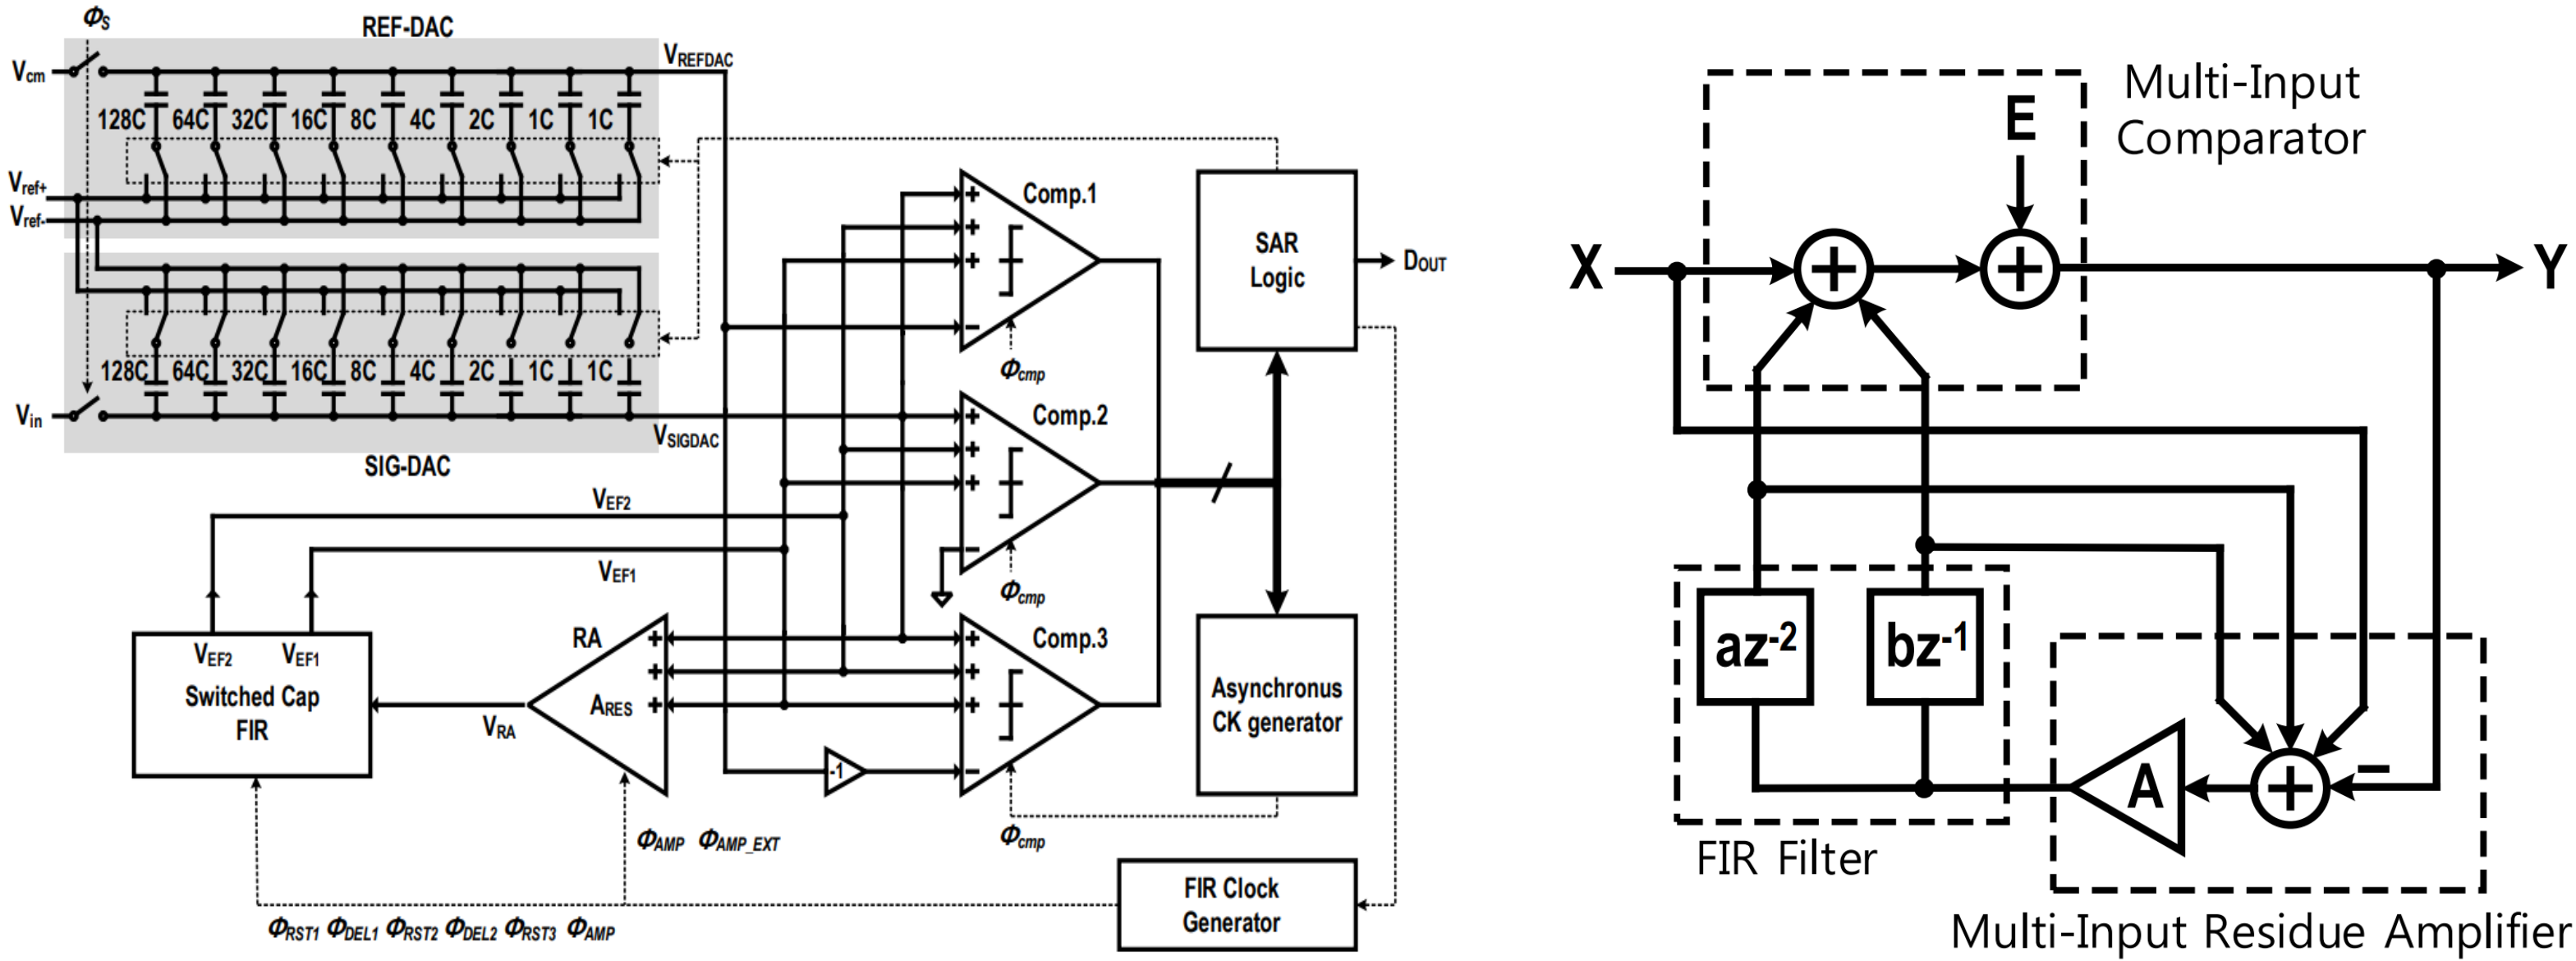 ΦS
REF-DAC
VREFDAC
Vcm
128C 64C 32C 16C 8C 4C 2C 1C 1C
Vref+
Vref-
128C 64C 32C 16C 8C 4C 2C 1C 1C
Vin
VSIGDAC
SIG-DAC
VEF2
VEF1
VEF2 VEF1
Switched Cap
FIR
VRA
RA
ARES
+
+
+
ΦAMP ΦAMP_EXT
ΦRST1 ΦDEL1 ΦRST2 ΦDEL2 ΦRST3 ΦAMP
-1
Comp.1
+
+
+
-
Φcmp
Comp.2
+
+
+
-
Φcmp
Comp.3
+
+
+
-
Φcmp
SAR
Logic
DOUT
Asynchronus
CK generator
FIR Clock
Generator
Multi-Input
Comparator
E
X
+
+
Y
az-2
bz-1
FIR Filter
A
+
−
Multi-Input Residue Amplifier